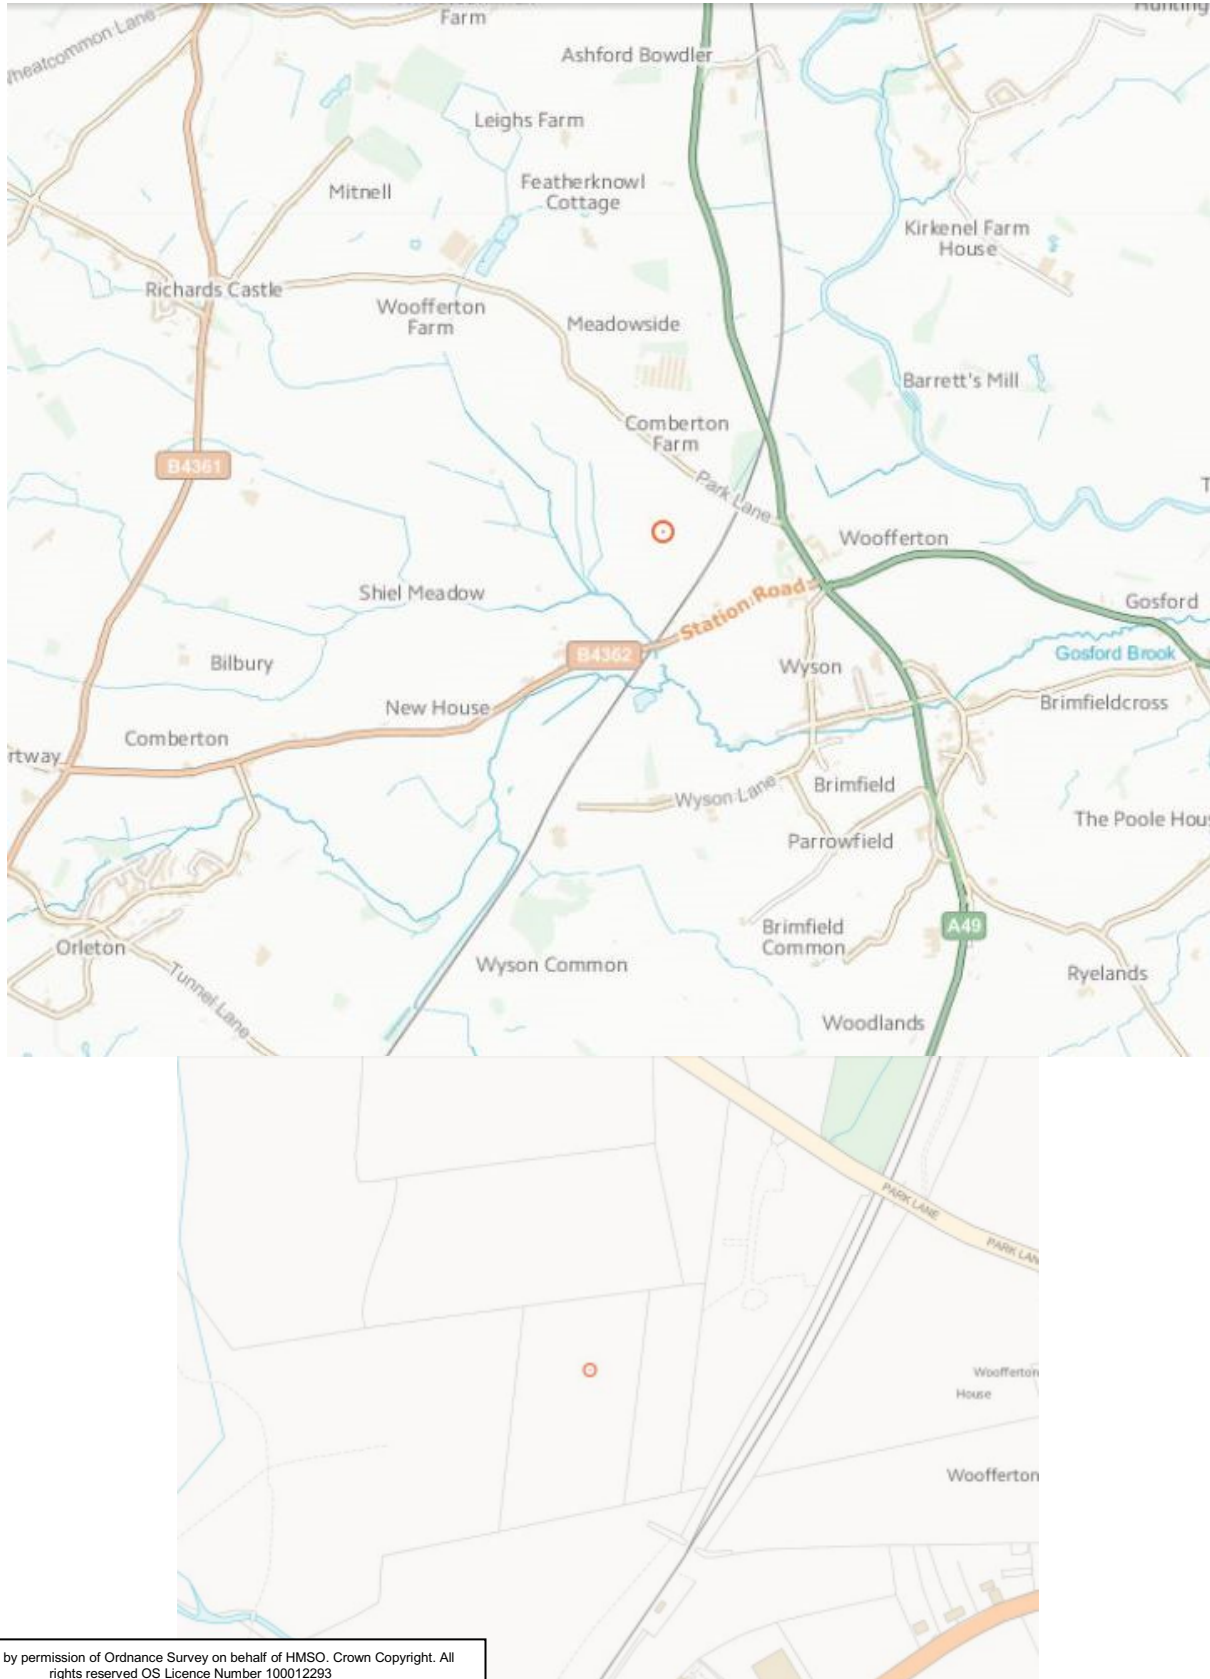 Farm
heatcommon Lane
Ashford Bowdler
Leighs Farm
Mitnell
Featherknowl
Cottage
Kirkenel Farm
House
Richards Castle
Woofferton
Farm
Meadowside
Barrett's Mill
Comberton
Farm
B4361
Park Lane
Woofferton
Shiel Meadow
Station Road
Gosford
Gosford Brook
B4362
Bilbury
Wyson
New House
Brimfieldcross
Comberton
rtway
Wyson Lane
Brimfield
The Poole Hou
Parrowfield
Brimfield
Common
A49
Orleton
Wyson Common
Ryelands
Tunnel Lane
Woodlands
PARK LANE
PARK LAN
Woofferton
House
Woofferton
by permission of Ordnance Survey on behalf of HMSO. Crown Copyright. All
rights reserved OS Licence Number 100012293